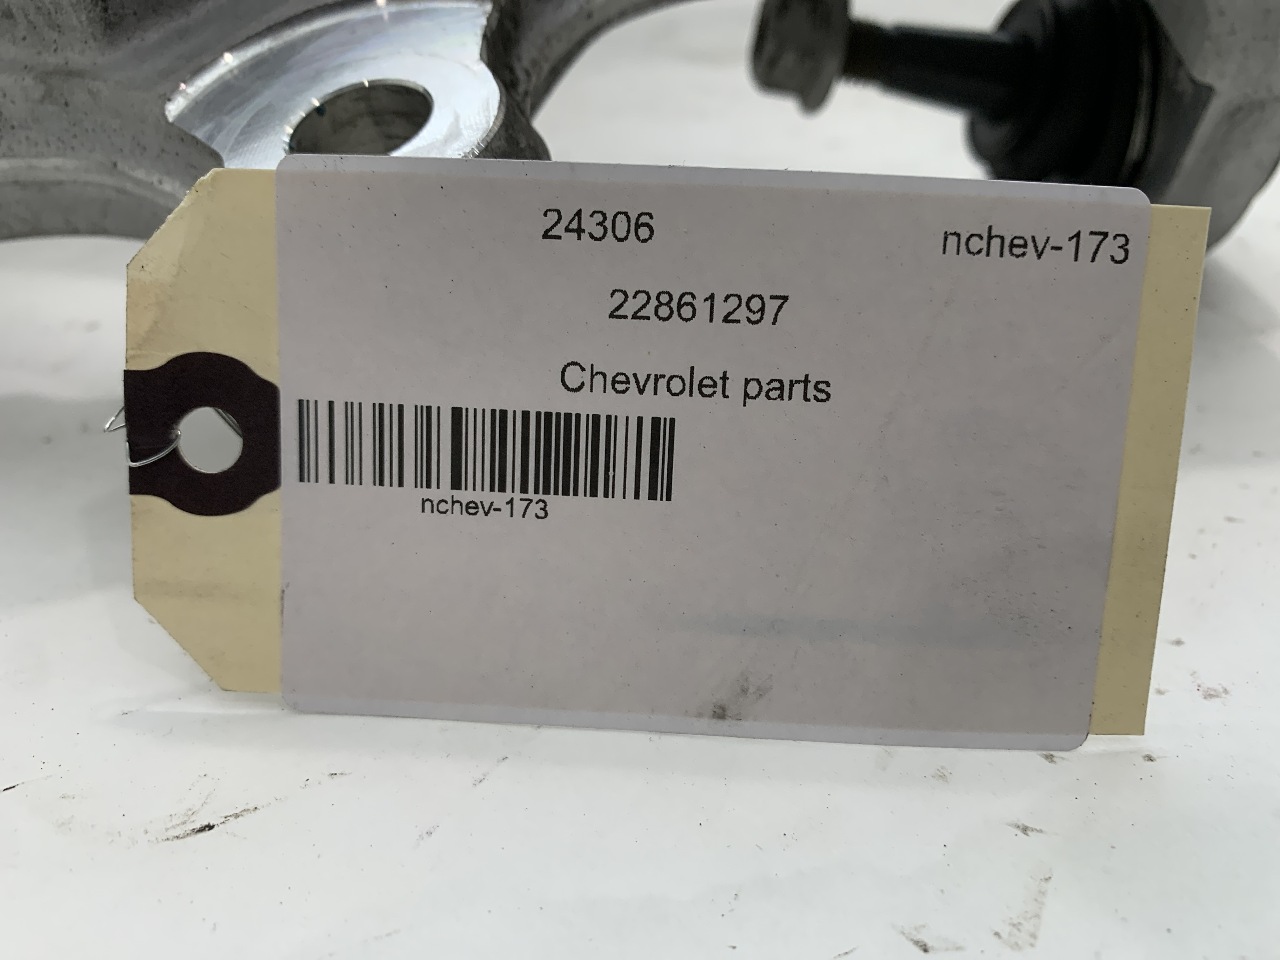 24306
nchev-173
22861297
Chevrolet parts
nchev-173